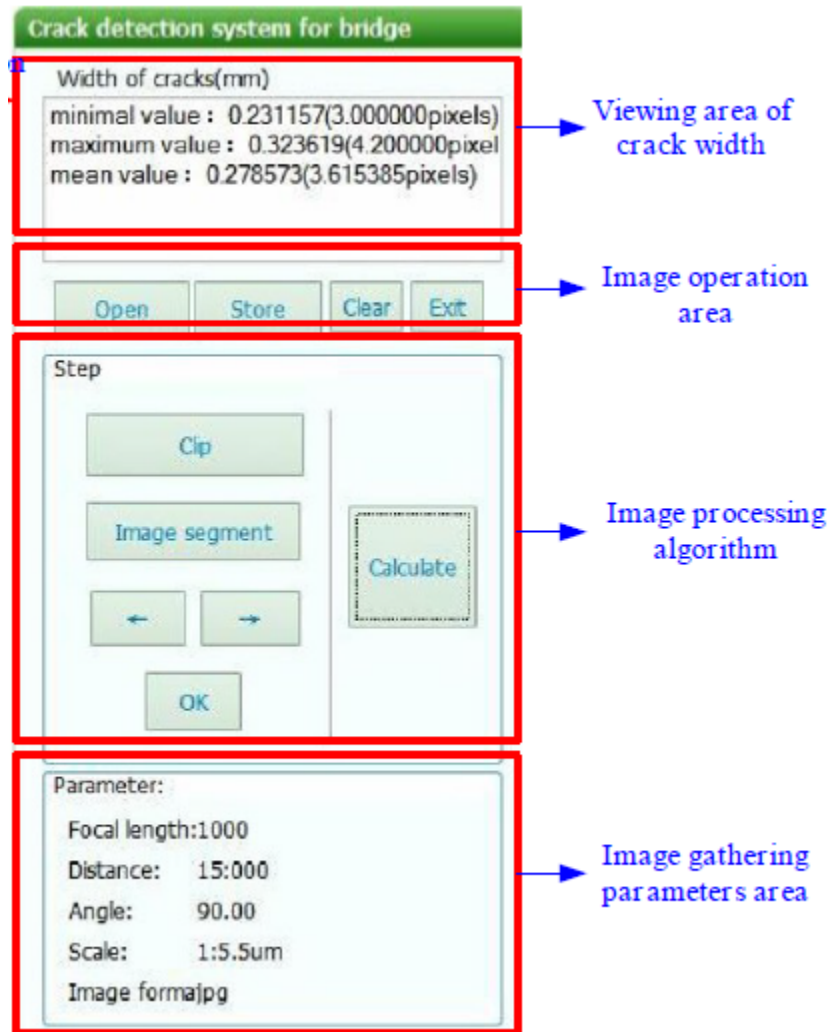 Crack detection system for bridge
on
Width of cracks(mm)
minimal value : 0.231157(3.000000pixels)
maximum value : 0.323619(4.200000pixel
mean value : 0.278573(3.615385pixels)
Viewing area of
crack width
Open Store Clear Exit
Image operation
area
Step
Clip
Image segment
← →
OK
Calculate
Image processing
algorithm
Parameter:
Focal length:1000
Distance: 15:000
Angle: 90.00
Scale: 1:5.5um
Image formajpg
Image gathering
parameters area